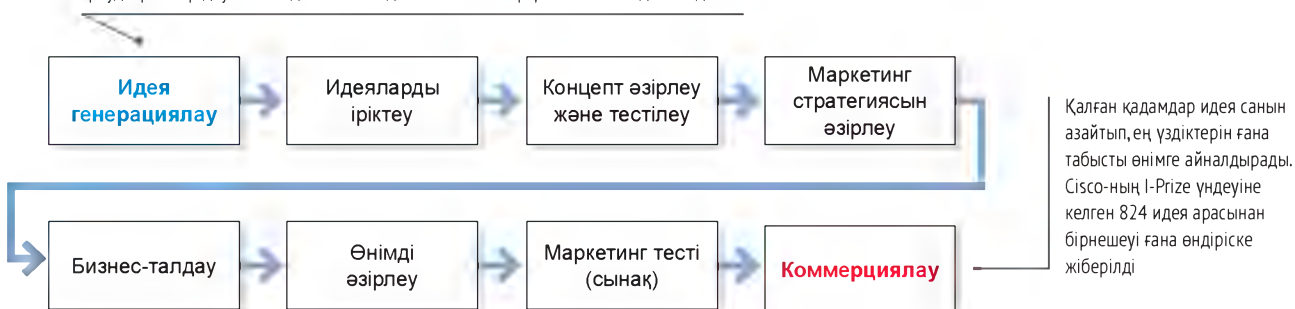 Идея
генерациялау
Идеяларды
іріктеу
Концепт әзірлеу
және тестілеу
Маркетинг
стратегиясын
әзірлеу
Қалған қадамдар идея санын
азайтып, ең үздіктерін ғана
табысты өнімге айналдырады.
Cisco-ның I-Prize үндеуіне
келген 824 идея арасынан
бірнешеуі ғана өндіріске
жіберілді
Бизнес-талдау
Өнімді
әзірлеу
Маркетинг тесті
(сынақ)
Коммерциялау